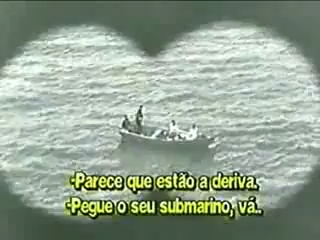 -Parece que estão a deriva.
-Pegue o seu submarino, vá..